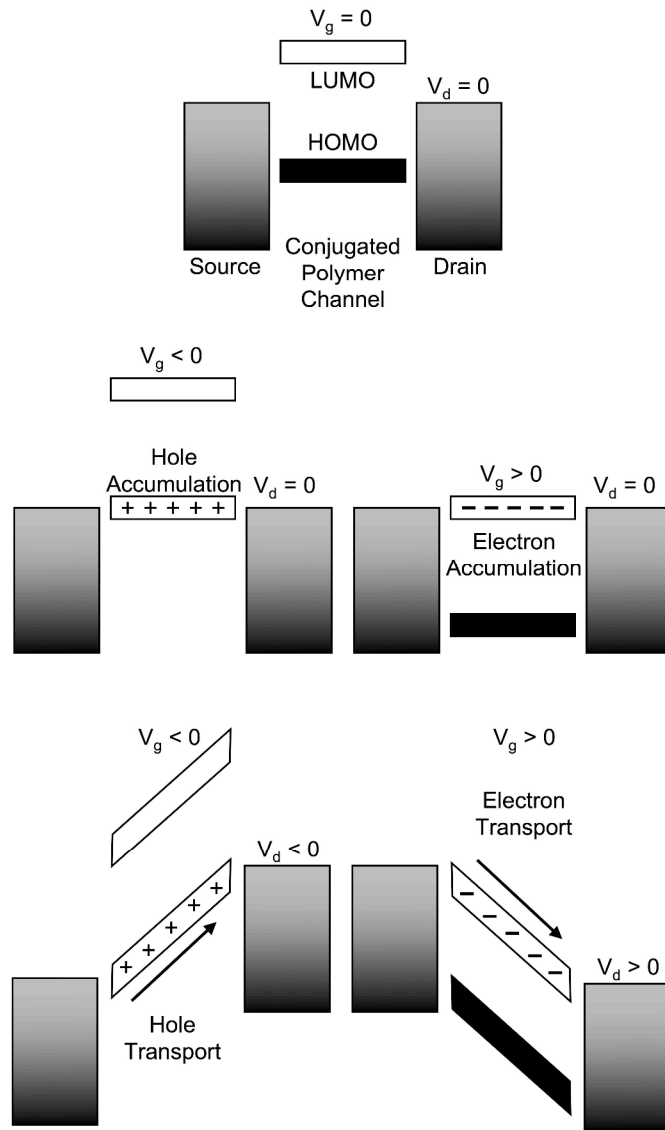 V_g = 0
LUMO
V_d = 0
HOMO
Source
Conjugated
Polymer
Channel
Drain
V_g < 0
Hole
Accumulation
V_d = 0
+ + + + +
V_g > 0
V_d = 0
− − − − −
Electron
Accumulation
V_g < 0
V_d < 0
+ + + + +
Hole
Transport
V_g > 0
Electron
Transport
− − − − −
V_d > 0